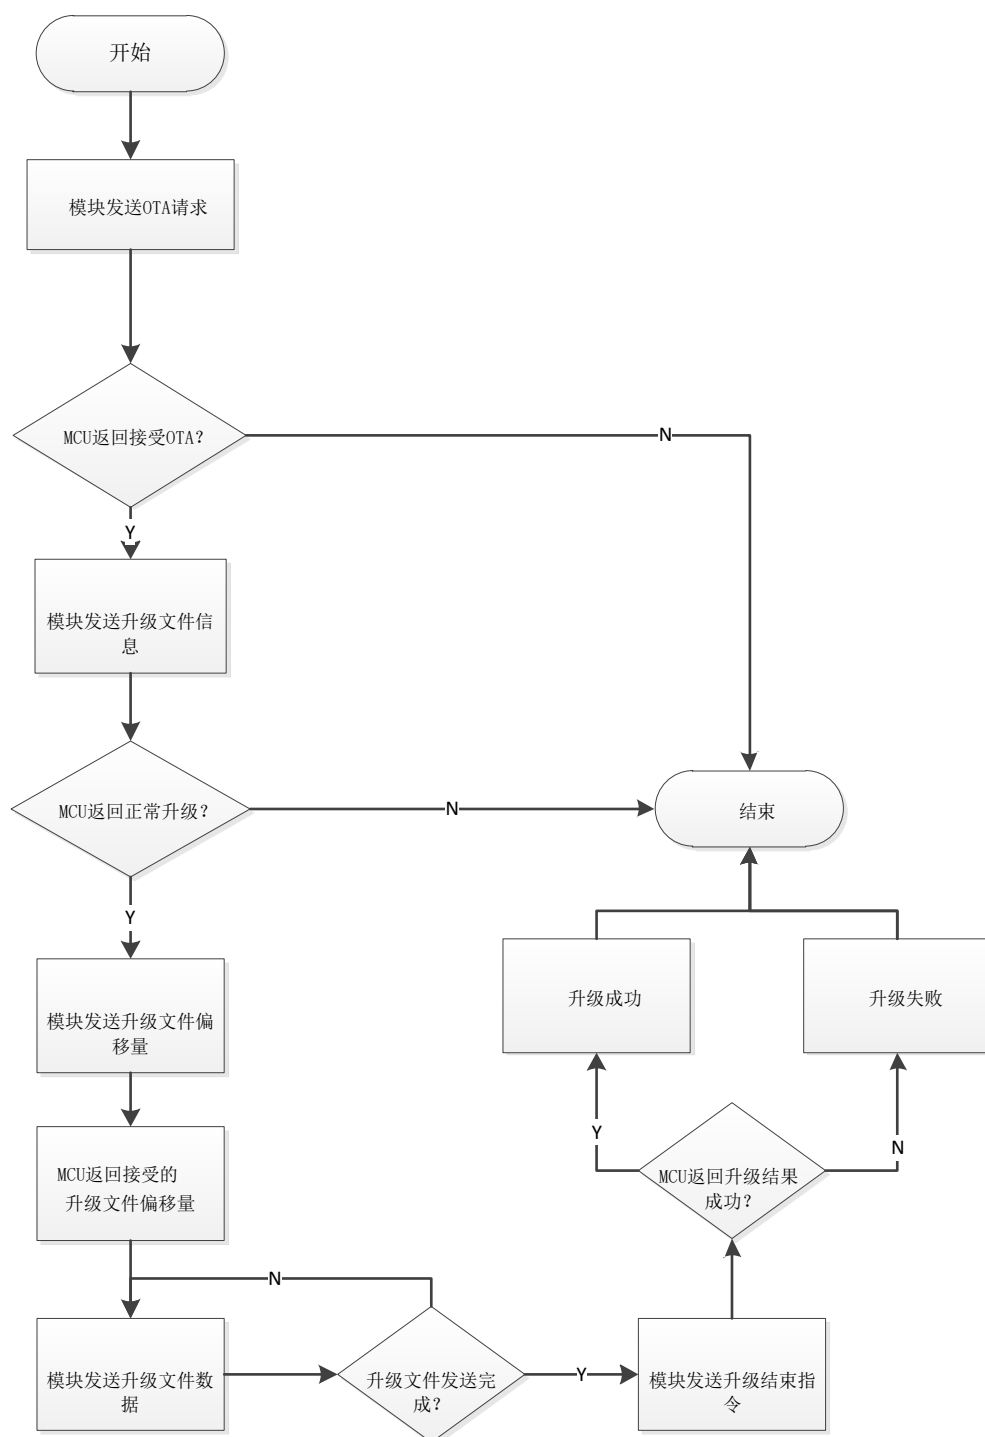 开始
模块发送OTA请求
MCU返回接受OTA?
N
Y
模块发送升级文件信
息
MCU返回正常升级?
N
结束
Y
模块发送升级文件偏
移量
升级成功
升级失败
MCU返回接受的
升级文件偏移量
Y
N
MCU返回升级结果
成功?
N
模块发送升级文件数
据
升级文件发送完
成?
Y
模块发送升级结束指
令